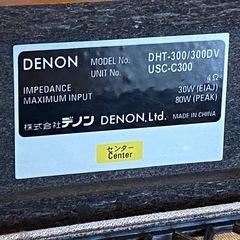 DENON MODEL No. DHT-300/300DV
UNIT No. USC-C300
IMPEDANCE 4Ω
MAXIMUM INPUT 30W (EIAJ)
80W (PEAK)
株式会社 デノン DENON, Ltd. MADE IN CHINA
センター
Center